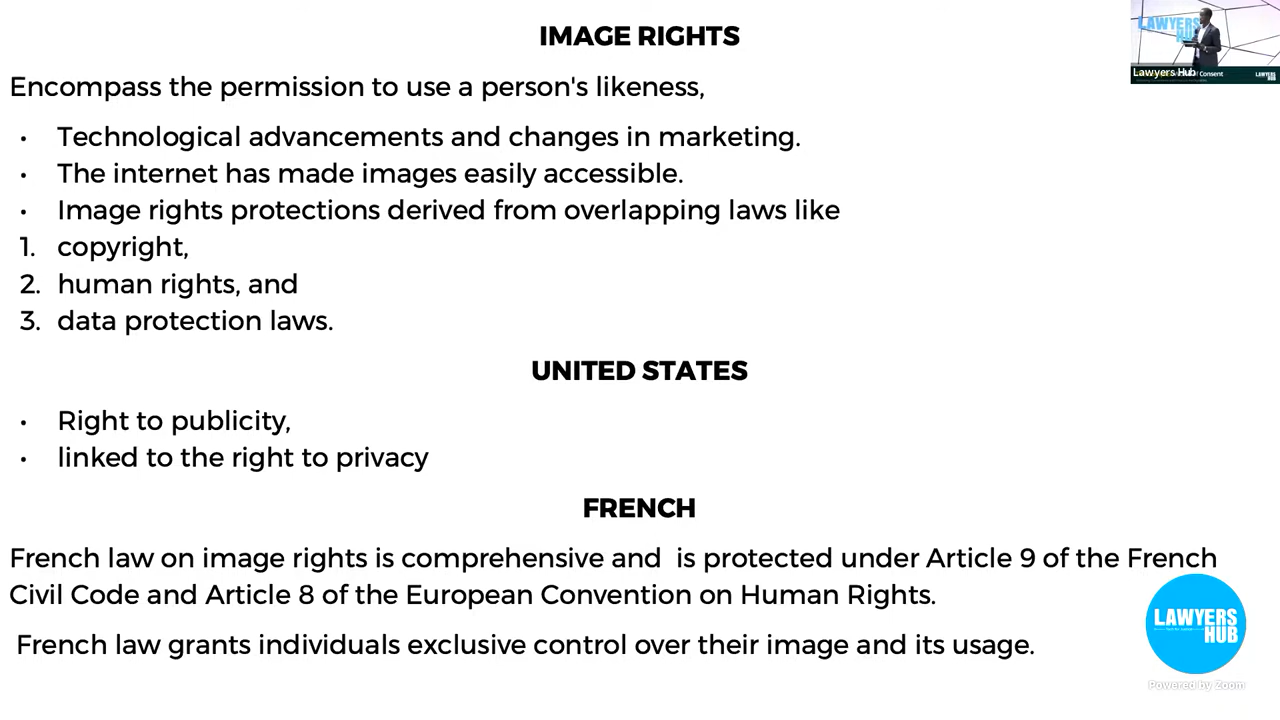 IMAGE RIGHTS
Encompass the permission to use a person's likeness,
• Technological advancements and changes in marketing.
• The internet has made images easily accessible.
• Image rights protections derived from overlapping laws like
1. copyright,
2. human rights, and
3. data protection laws.
UNITED STATES
• Right to publicity,
• linked to the right to privacy
FRENCH
French law on image rights is comprehensive and  is protected under Article 9 of the French
Civil Code and Article 8 of the European Convention on Human Rights.
French law grants individuals exclusive control over their image and its usage.
LAWYERS
HUB
Lawyers Hub
Consent
LAWYERS
HUB
LAWYERS
HUB
Powered by Zoom